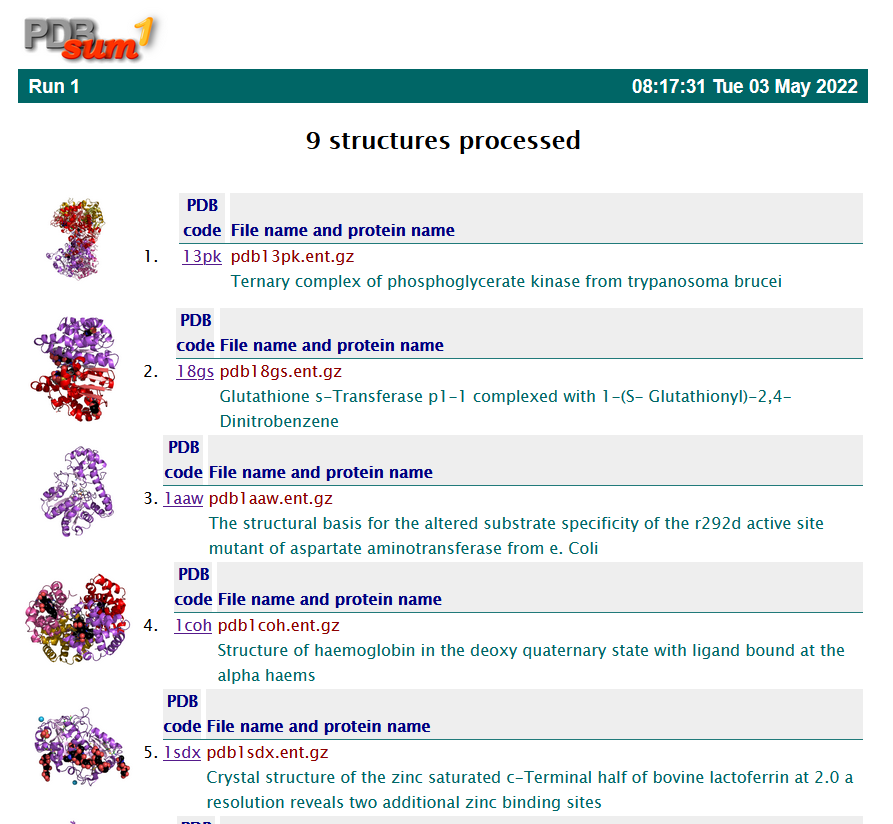 PDBsum1
Run 1 08:17:31 Tue 03 May 2022
9 structures processed
PDB
code File name and protein name
1. 13pk pdb13pk.ent.gz
Ternary complex of phosphoglycerate kinase from trypanosoma brucei
PDB
code File name and protein name
2. 18gs pdb18gs.ent.gz
Glutathione s-Transferase p1-1 complexed with 1-(S- Glutathionyl)-2,4-
Dinitrobenzene
PDB
code File name and protein name
3. 1aaw pdb1aaw.ent.gz
The structural basis for the altered substrate specificity of the r292d active site
mutant of aspartate aminotransferase from e. Coli
PDB
code File name and protein name
4. 1coh pdb1coh.ent.gz
Structure of haemoglobin in the deoxy quaternary state with ligand bound at the
alpha haems
PDB
code File name and protein name
5. 1sdx pdb1sdx.ent.gz
Crystal structure of the zinc saturated c-Terminal half of bovine lactoferrin at 2.0 a
resolution reveals two additional zinc binding sites
PDB